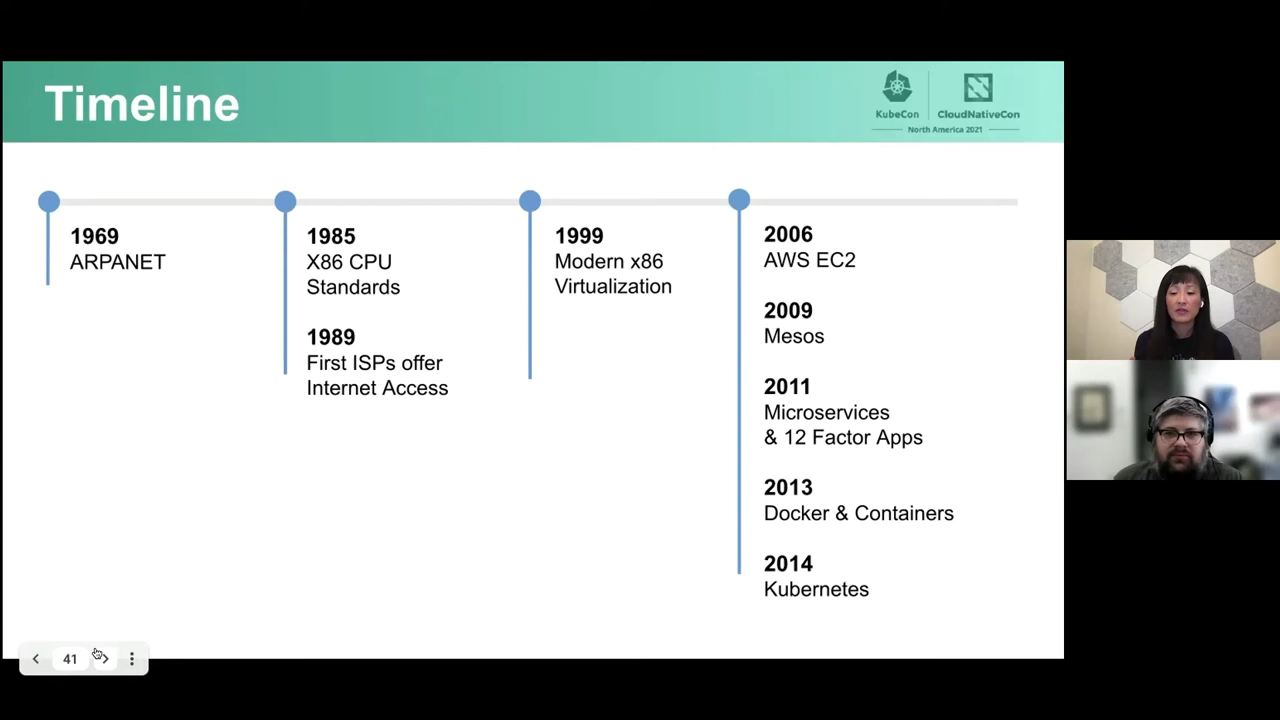 Timeline
KubeCon
CloudNativeCon
North America 2021
1969
ARPANET
1985
X86 CPU
Standards
1989
First ISPs offer
Internet Access
1999
Modern x86
Virtualization
2006
AWS EC2
2009
Mesos
2011
Microservices
& 12 Factor Apps
2013
Docker & Containers
2014
Kubernetes
41